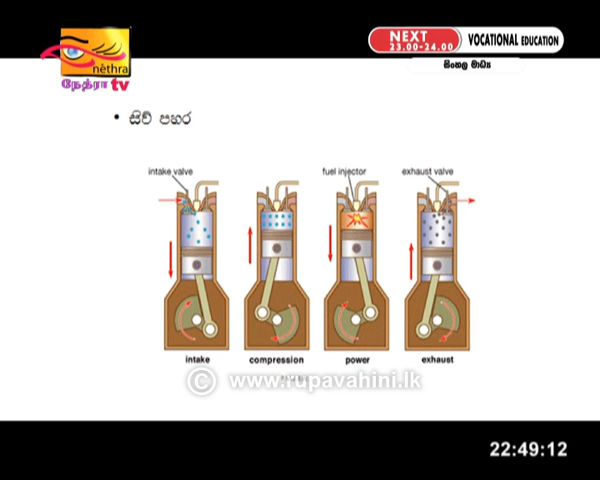 NEXT
23.00-24.00
VOCATIONAL EDUCATION
සිංහල මාධ්‍ය
nēthra
நேத்ரா tv
• සිව් පහර
intake valve
fuel injector
exhaust valve
intake
compression
power
exhaust
© www.rupavahini.lk
22:49:12